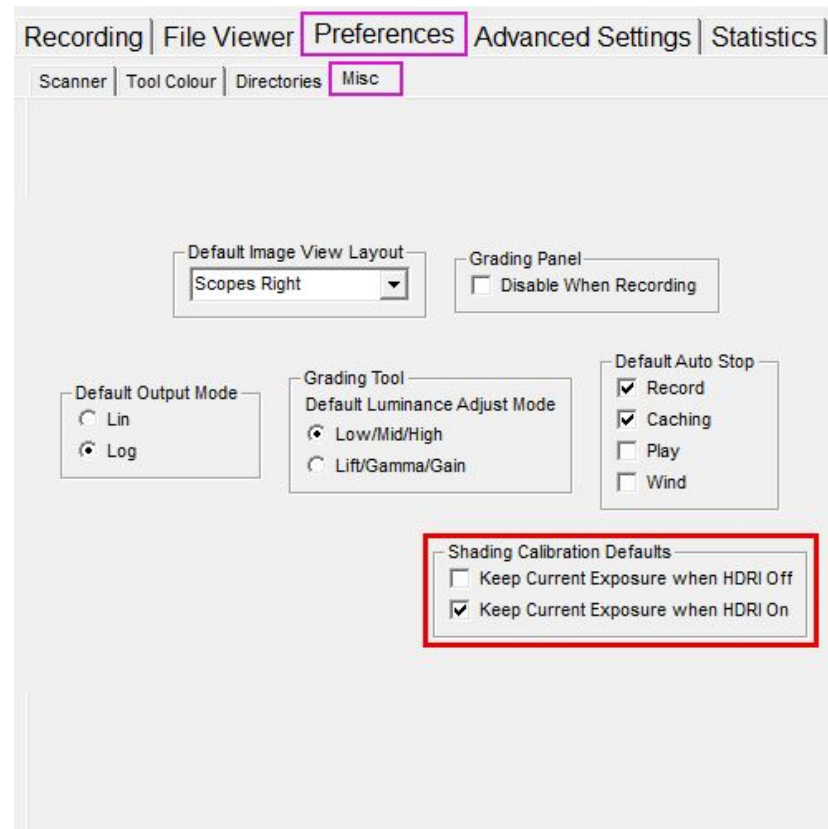 Recording File Viewer Preferences Advanced Settings Statistics
Scanner Tool Colour Directories Misc
Default Image View Layout
Scopes Right
Grading Panel
Disable When Recording
Default Output Mode
Lin
Log
Grading Tool
Default Luminance Adjust Mode
Low/Mid/High
Lift/Gamma/Gain
Default Auto Stop
Record
Caching
Play
Wind
Shading Calibration Defaults
Keep Current Exposure when HDRI Off
Keep Current Exposure when HDRI On